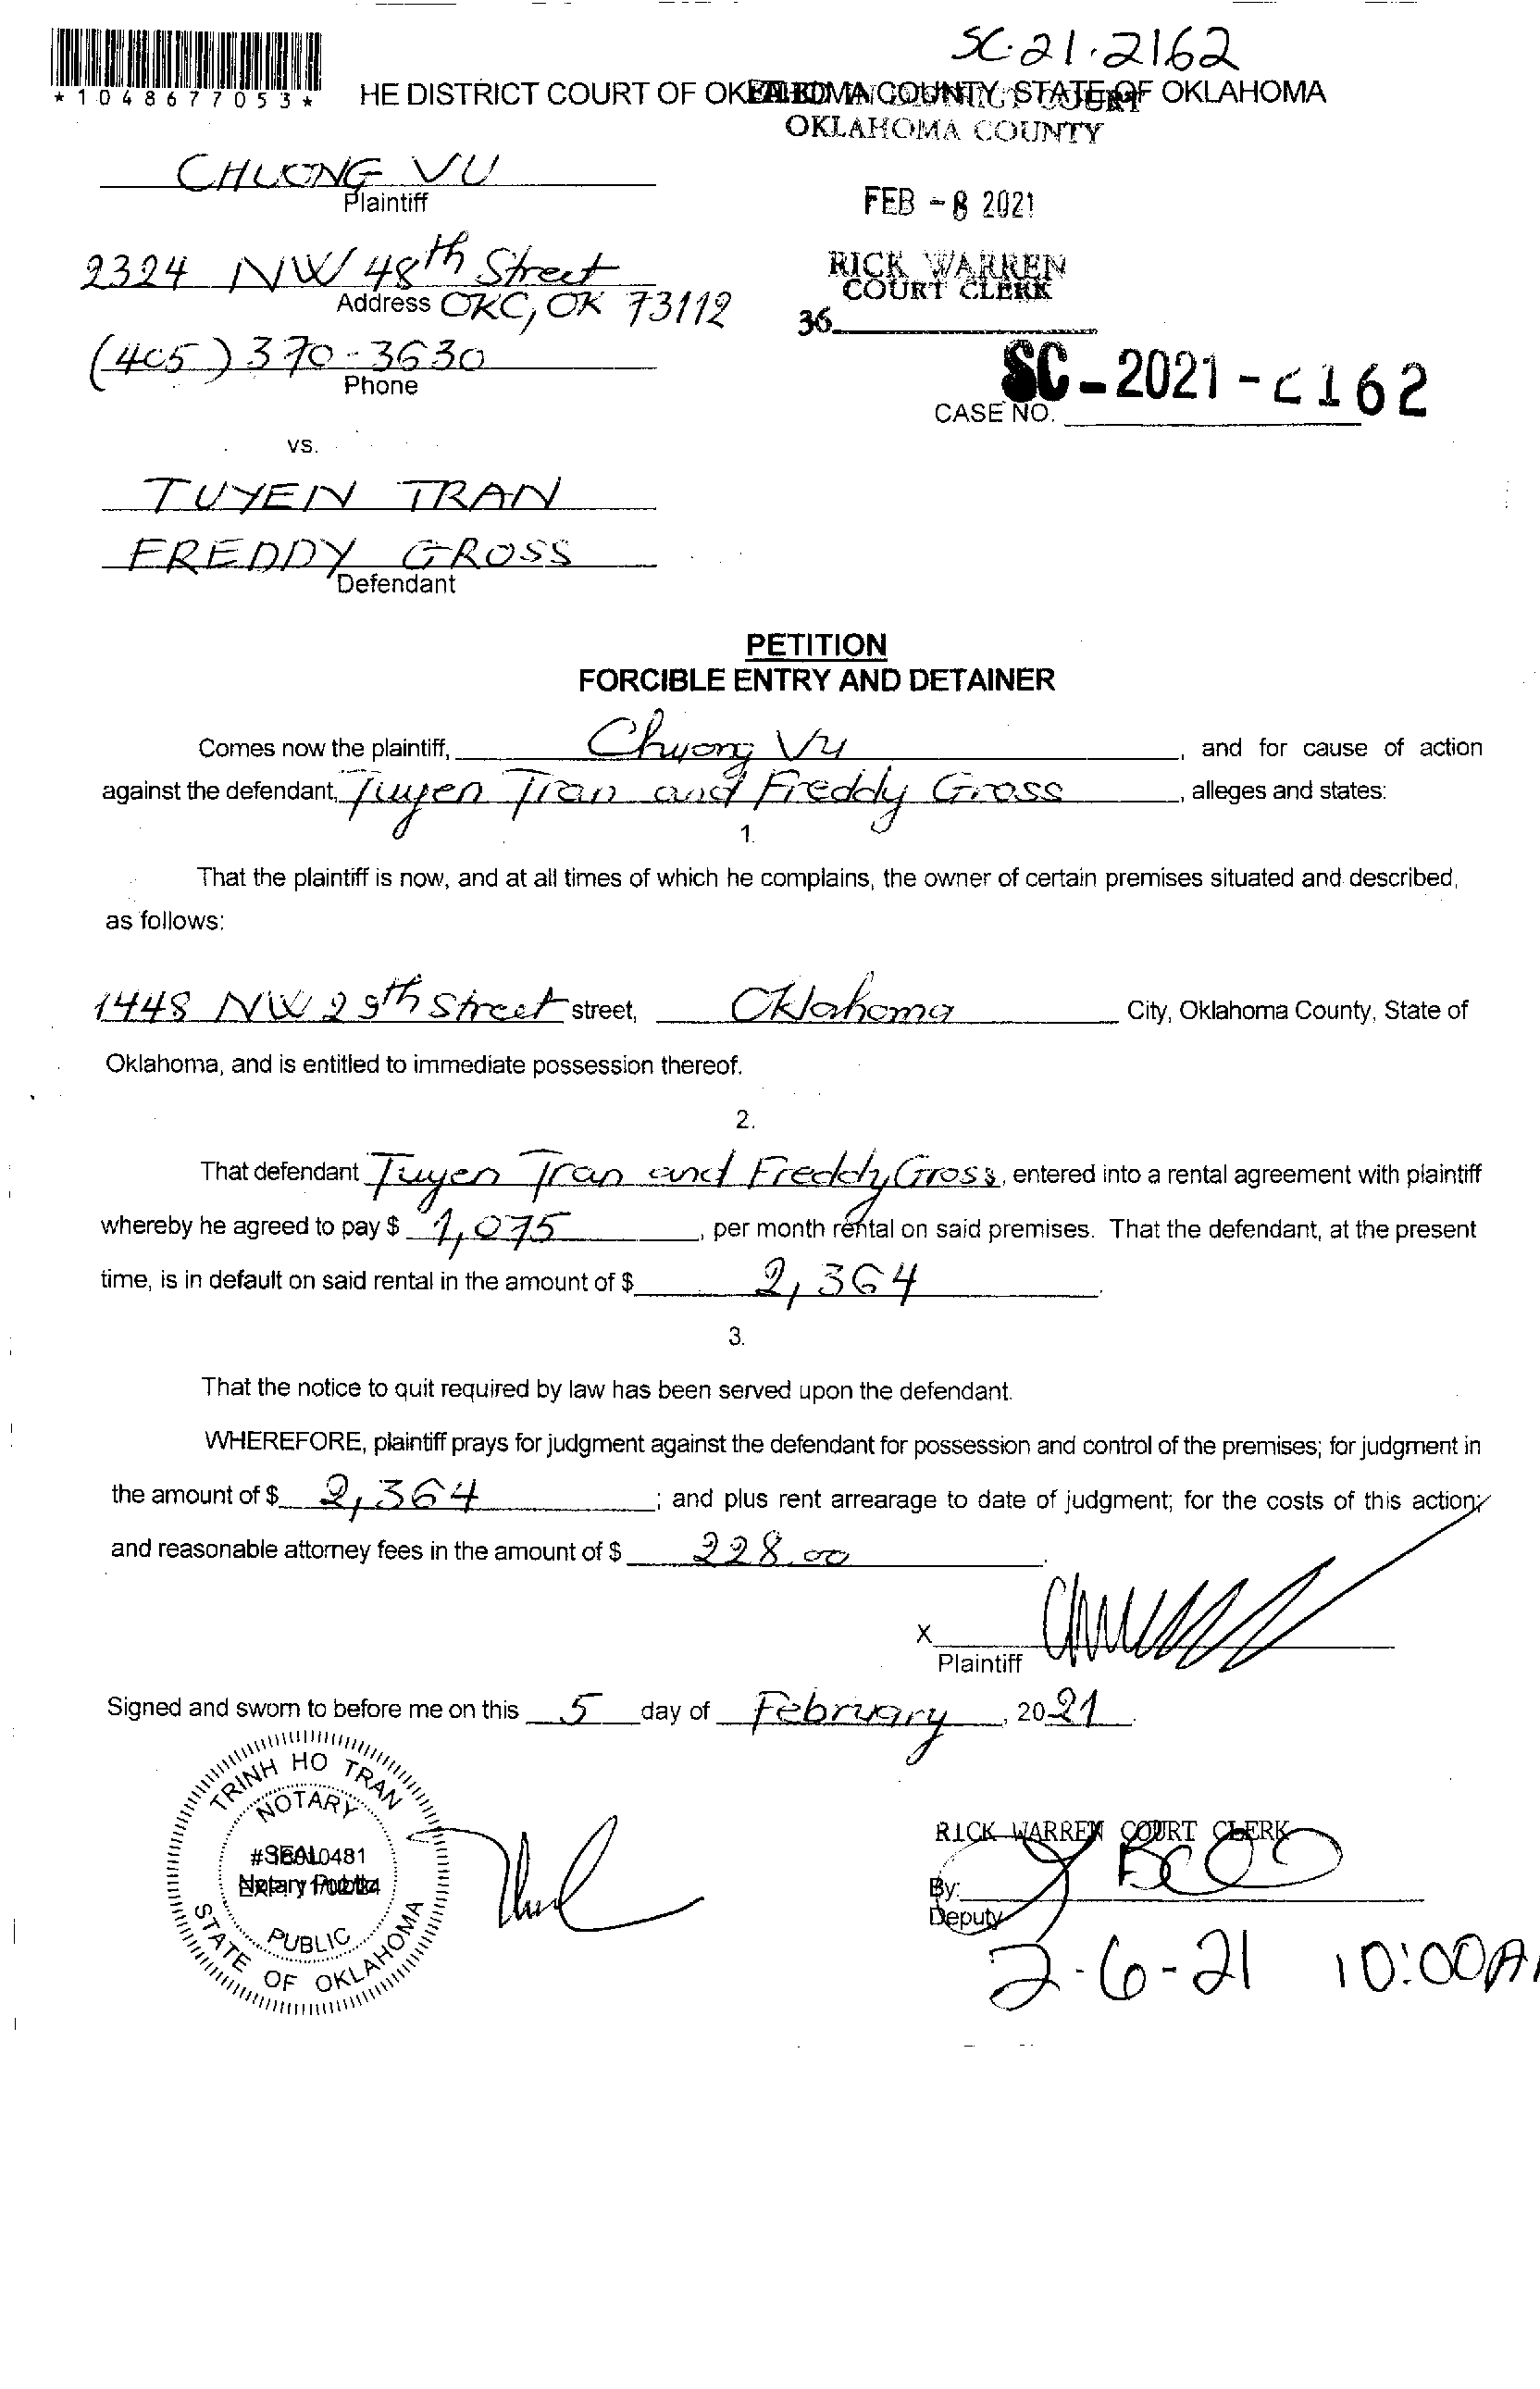 SC-21-2162
*1048677053*
HE DISTRICT COURT OF OKLAHOMA COUNTY, STATE OF OKLAHOMA
OKLAHOMA COUNTY
CHUONG VU
Plaintiff
FEB - 8 2021
2324 NW 48th Street
Address OKC, OK 73112
RICK WARREN
COURT CLERK
36
(405) 370-3630
Phone
SC-2021-2162
CASE NO.
vs.
TUYEN TRAN
FREDDY GROSS
Defendant
PETITION
FORCIBLE ENTRY AND DETAINER
Comes now the plaintiff, Chuong Vu, and for cause of action
against the defendant, Tuyen Tran and Freddy Gross, alleges and states:
1.
That the plaintiff is now, and at all times of which he complains, the owner of certain premises situated and described,
as follows:
1448 NW 29th Street street, Oklahoma City, Oklahoma County, State of
Oklahoma, and is entitled to immediate possession thereof.
2.
That defendant Tuyen Tran and Freddy Gross, entered into a rental agreement with plaintiff
whereby he agreed to pay $ 1,075, per month rental on said premises. That the defendant, at the present
time, is in default on said rental in the amount of $ 2,364.
3.
That the notice to quit required by law has been served upon the defendant.
WHEREFORE, plaintiff prays for judgment against the defendant for possession and control of the premises; for judgment in
the amount of $ 2,364; and plus rent arrearage to date of judgment; for the costs of this action;
and reasonable attorney fees in the amount of $ 228.00.
X
Plaintiff
Signed and sworn to before me on this 5 day of February, 2021.
TRINH HO TRAN
NOTARY
SEAL
Notary Public
PUBLIC
STATE OF OKLAHOMA
RICK WARREN COURT CLERK
By:
Deputy
2-6-21 10:00A